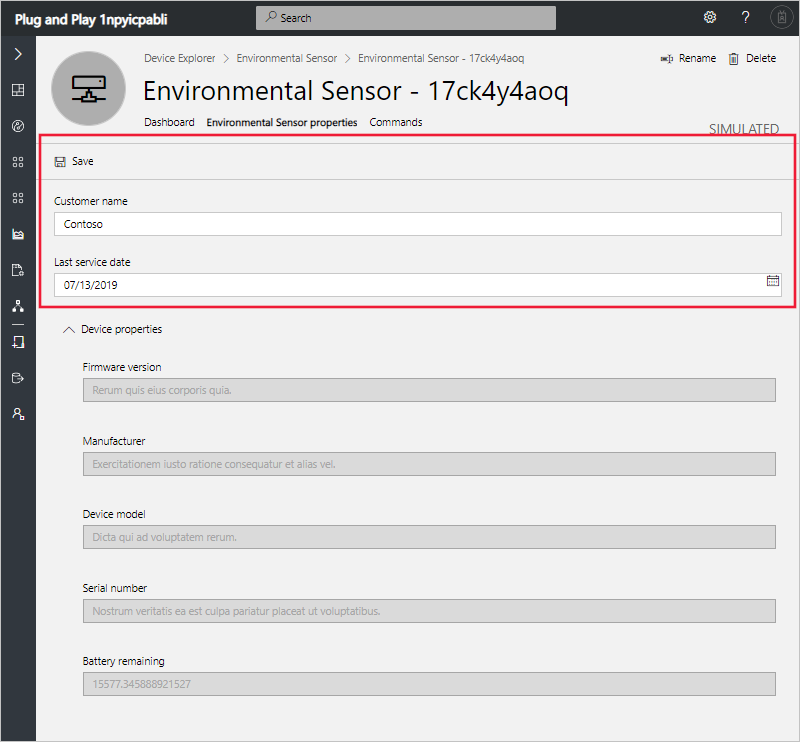 Plug and Play 1npyicpabli
Search
?
Device Explorer > Environmental Sensor > Environmental Sensor - 17ck4y4aoq
Rename
Delete
Environmental Sensor - 17ck4y4aoq
Dashboard Environmental Sensor properties Commands
SIMULATED
Save
Customer name
Contoso
Last service date
07/13/2019
Device properties
Firmware version
Rerum quis eius corporis quia.
Manufacturer
Exercitationem iusto ratione consequatur et alias vel.
Device model
Dicta qui ad voluptatem rerum.
Serial number
Nostrum veritatis ea est culpa pariatur placeat ut voluptatibus.
Battery remaining
15577.345888921527